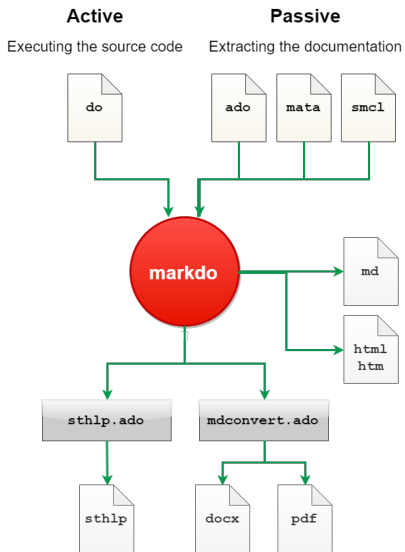 Active
Passive
Executing the source code
Extracting the documentation
do
ado
mata
smcl
markdo
md
html
htm
sthlp.ado
mdconvert.ado
sthlp
docx
pdf